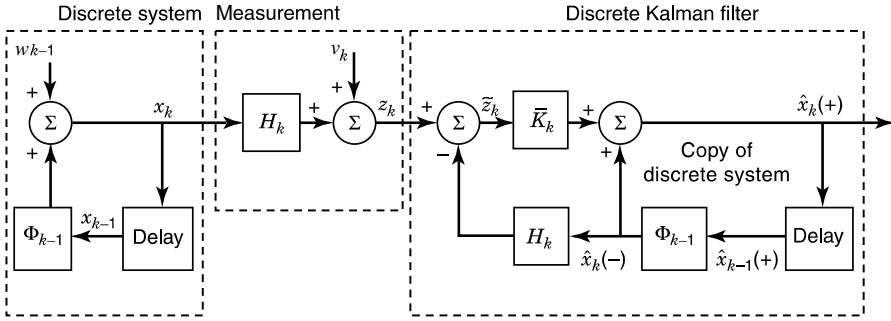 Discrete system
Measurement
Discrete Kalman filter
w_{k−1}
+
Σ
+
x_k
Φ_{k−1}
x_{k−1}
Delay
H_k
+
v_k
+
Σ
z_k
+
Σ
−
z̃_k
K̄_k
+
Σ
+
x̂_k(+)
Copy of
discrete system
H_k
x̂_k(−)
Φ_{k−1}
x̂_{k−1}(+)
Delay